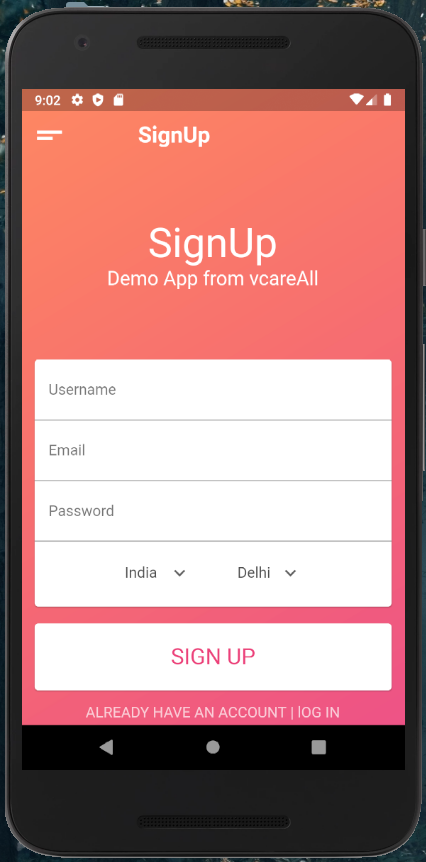 9:02
SignUp
SignUp
Demo App from vcareAll
Username
Email
Password
India Delhi
SIGN UP
ALREADY HAVE AN ACCOUNT | lOG IN